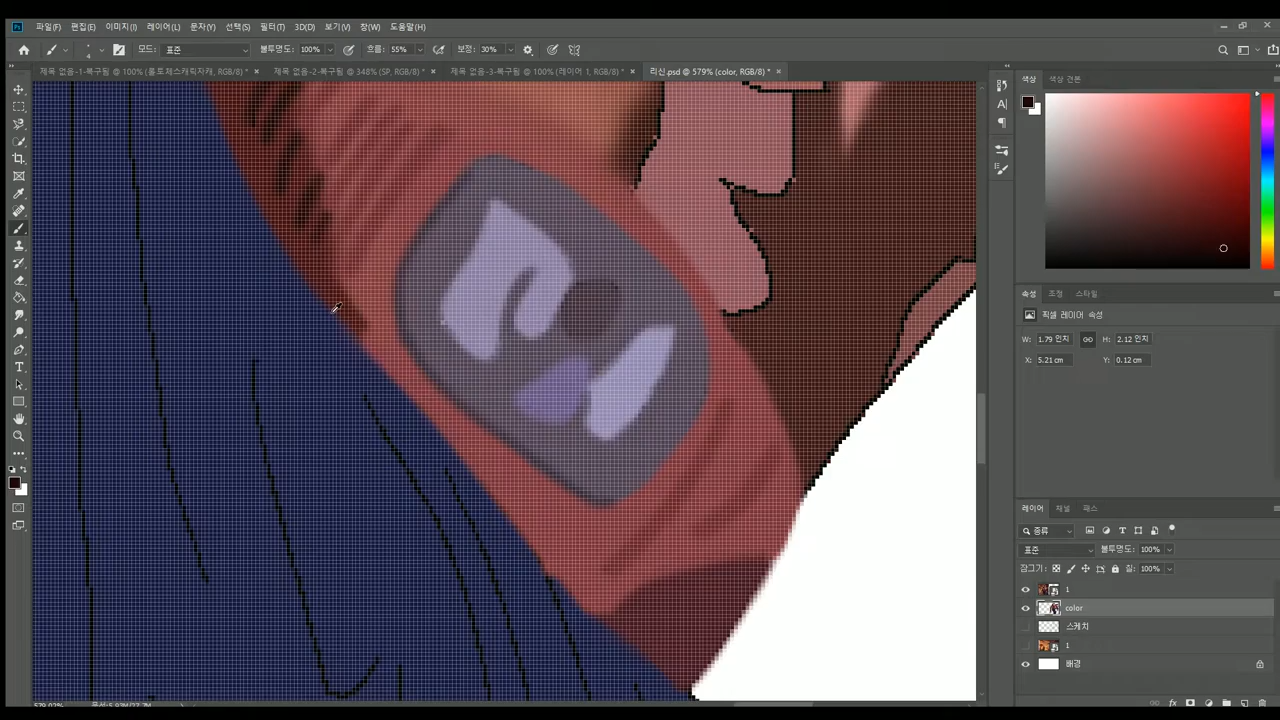 Ps 파일(F) 편집(E) 이미지(I) 레이어(L) 문자(Y) 선택(S) 필터(T) 3D(D) 보기(V) 창(W) 도움말(H)
4 모드: 표준 불투명도: 100% 흐름: 55% 보정: 30%
제목 없음-1-복구됨 @ 100% (홀토체스캐릭자캐, RGB/8) * × 제목 없음-2-복구됨 @ 348% (SP, RGB/8) * × 제목 없음-3-복구됨 @ 100% (레이어 1, RGB/8) * × 리신.psd @ 579% (color, RGB/8) * ×
색상 색상 견본
속성 조정 스타일
픽셀 레이어 속성
W: 1.79 인치 H: 2.12 인치
X: 5.21 cm Y: 0.12 cm
레이어 채널 패스
종류
표준 불투명도: 100%
잠그기: 칠: 100%
1
color
스케치
1
배경
579.02%